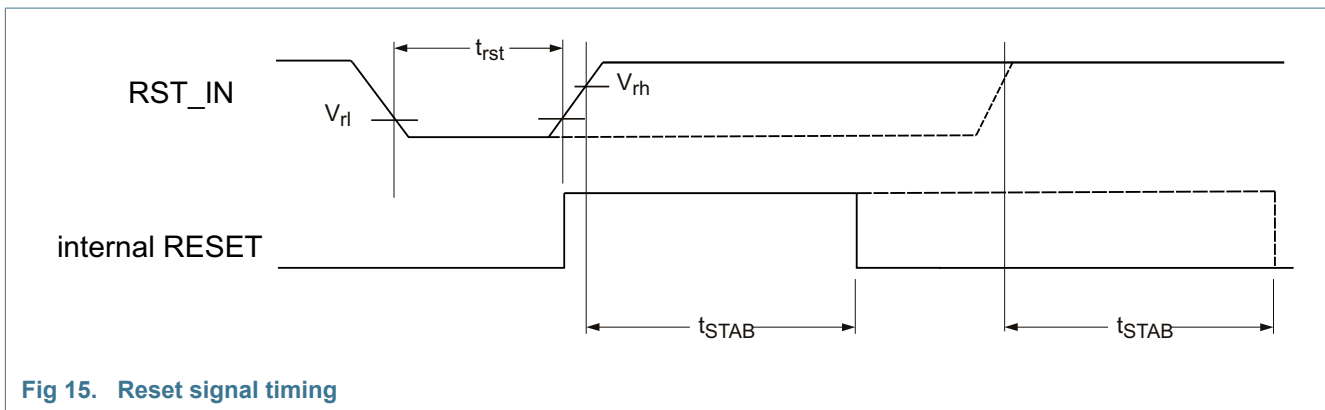 t_rst
RST_IN
V_rl
V_rh
internal RESET
t_STAB t_STAB
Fig 15. Reset signal timing